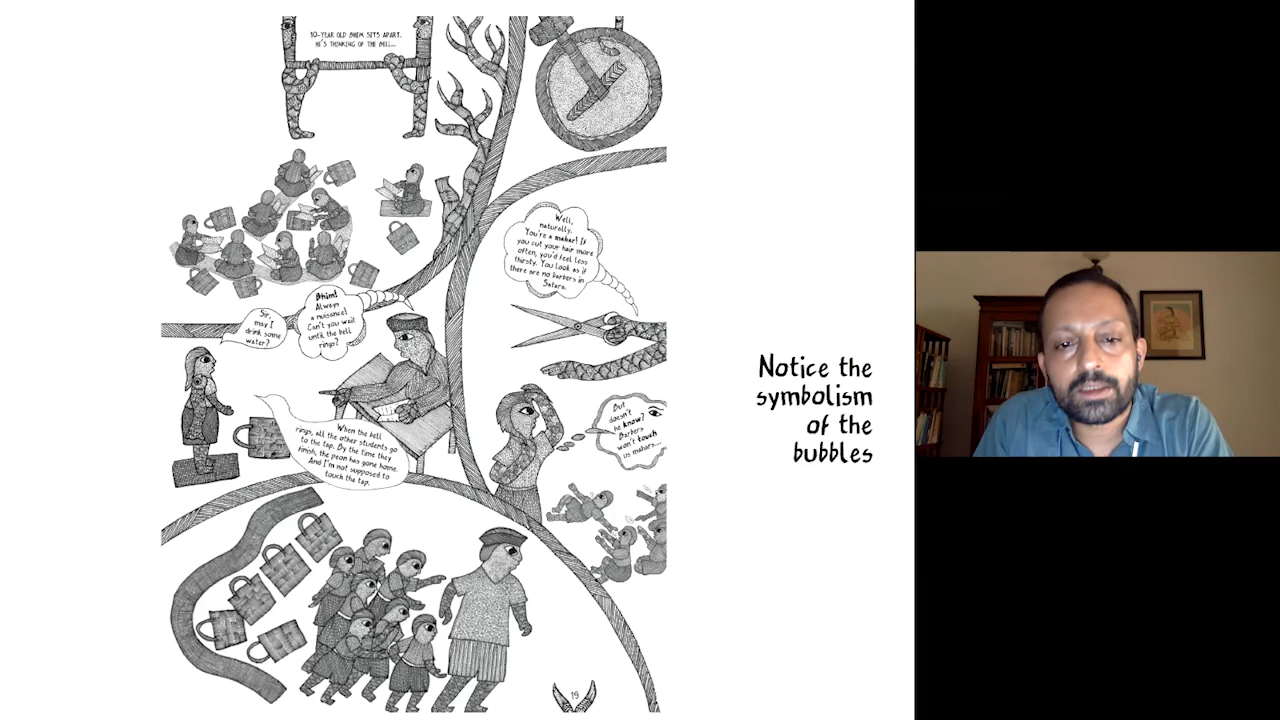 10-YEAR OLD BHIM SITS APART.
HE'S THINKING OF THE BELL...
Sir,
may I
drink some
water?
Bhim!
Always
a nuisance!
Can't you wait
until the bell
rings?
Well,
naturally.
You're a mahar! If
you cut your hair more
often, you'd feel less
thirsty. You look as if
there are no barbers in
Satara.
When the bell
rings, all the other students go
to the tap. By the time they
finish, the peon has gone home.
And I'm not supposed to
touch the tap.
But
doesn't
he know?
Barbers
won't touch
us mahars...
19
Notice the
symbolism
of the
bubbles